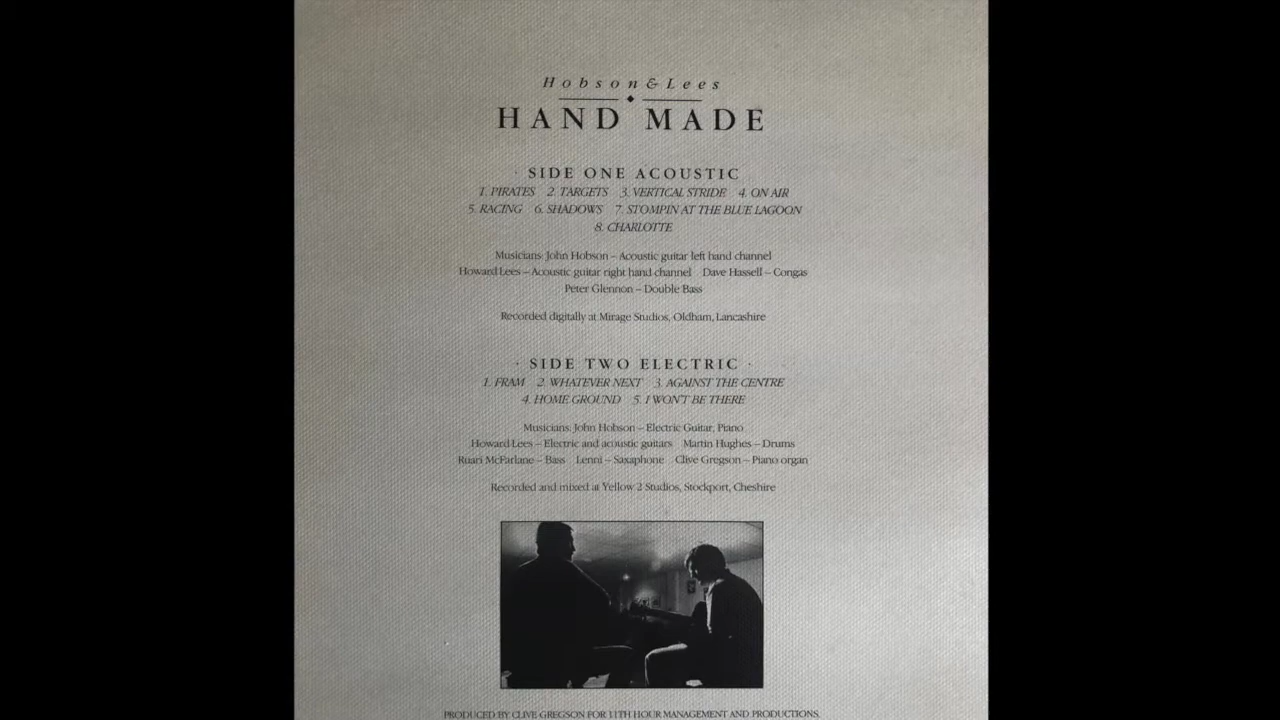 Hobson & Lees
HAND MADE
· SIDE ONE ACOUSTIC
1. PIRATES 2. TARGETS 3. VERTICAL STRIDE 4. ON AIR
5. RACING 6. SHADOWS 7. STOMPIN AT THE BLUE LAGOON
8. CHARLOTTE
Musicians: John Hobson – Acoustic guitar left hand channel
Howard Lees – Acoustic guitar right hand channel Dave Hassell – Congas
Peter Glennon – Double Bass
Recorded digitally at Mirage Studios, Oldham, Lancashire
· SIDE TWO ELECTRIC ·
1. FRAM 2. WHATEVER NEXT 3. AGAINST THE CENTRE
4. HOME GROUND 5. I WON'T BE THERE
Musicians: John Hobson – Electric Guitar, Piano
Howard Lees – Electric and acoustic guitars Martin Hughes – Drums
Ruari McFarlane – Bass Lenni – Saxaphone Clive Gregson – Piano organ
Recorded and mixed at Yellow 2 Studios, Stockport, Cheshire
PRODUCED BY CLIVE GREGSON FOR 11TH HOUR MANAGEMENT AND PRODUCTIONS.